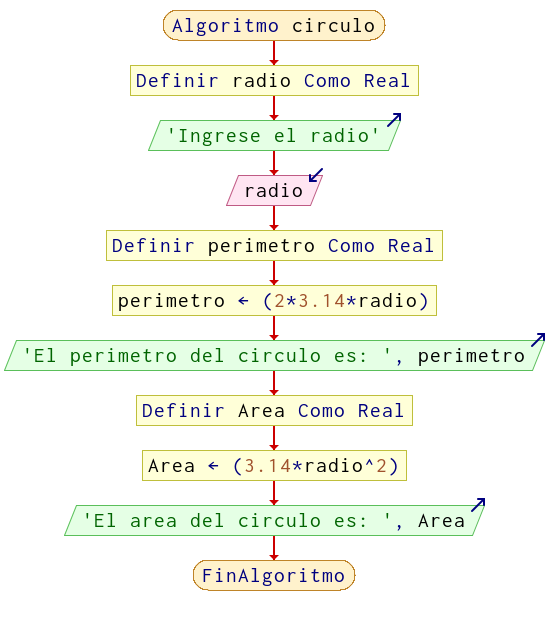 Algoritmo circulo
Definir radio Como Real
'Ingrese el radio'
radio
Definir perimetro Como Real
perimetro ← (2*3.14*radio)
'El perimetro del circulo es: ', perimetro
Definir Area Como Real
Area ← (3.14*radio^2)
'El area del circulo es: ', Area
FinAlgoritmo